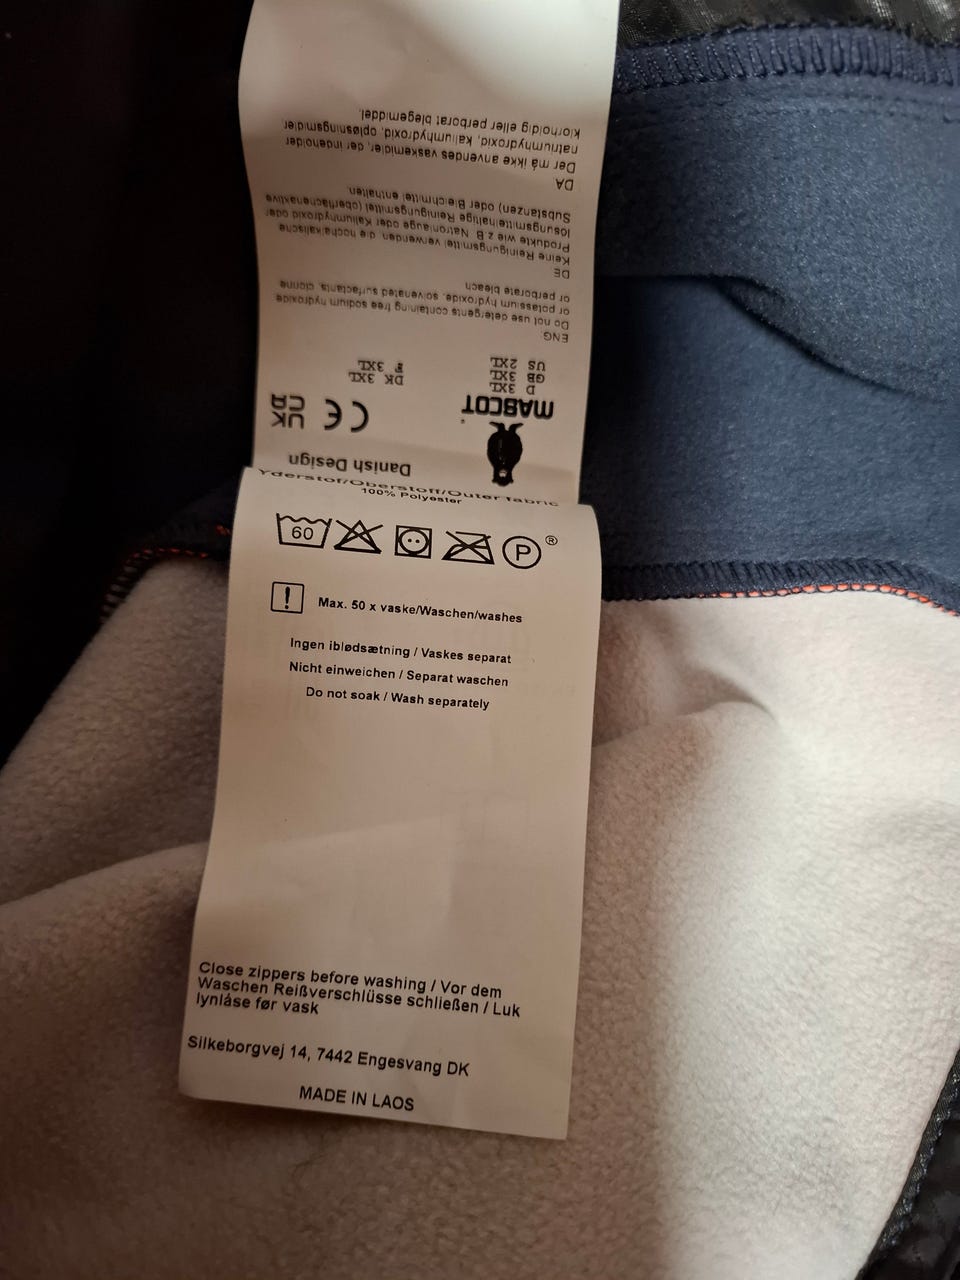 Danish Design
MASCOT
CE UK CA
D 3XL
GB 3XL
US 2XL
DK 3XL
F 3XL
ENG
Do not use detergents containing free sodium hydroxide
or potassium hydroxide, solvenated surfactants, clorine
or perborate bleach
DE
Keine Reinigungsmittel verwenden, die hochalkalische
Produkte wie z.B. Natronlauge oder Kaliumhydroxid oder
lösungsmittelhaltige Reinigungsmittel (oberflächenaktive
Substanzen) oder Bleichmittel enthalten.
DA
Der må ikke anvendes vaskemidler, der indeholder
natriumhydroxid, kaliumhydroxid, opløsningsmidler
klorholdig eller perborat blegemiddel.
Yderstof/Oberstoff/Outer fabric
100% Polyester
60 P ®
! Max. 50 x vaske/Waschen/washes
Ingen iblødsætning / Vaskes separat
Nicht einweichen / Separat waschen
Do not soak / Wash separately
Close zippers before washing / Vor dem
Waschen Reißverschlüsse schließen / Luk
lynlåse før vask
Silkeborgvej 14, 7442 Engesvang DK
MADE IN LAOS